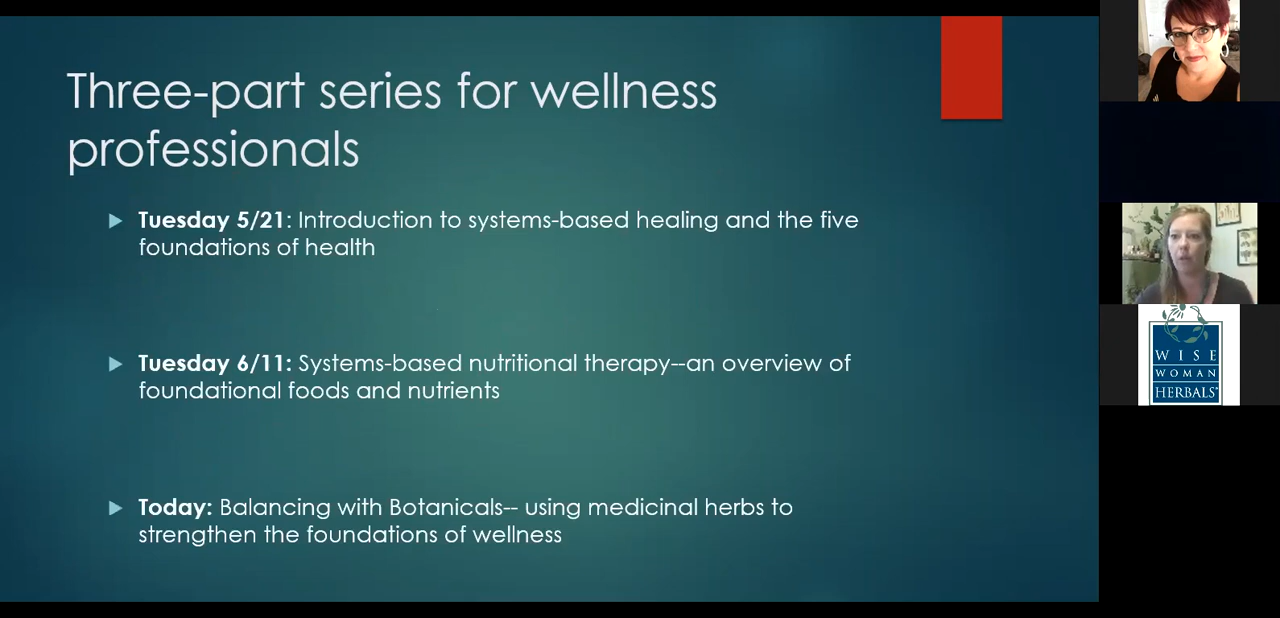 Three-part series for wellness
professionals
Tuesday 5/21: Introduction to systems-based healing and the five
foundations of health
Tuesday 6/11: Systems-based nutritional therapy--an overview of
foundational foods and nutrients
Today: Balancing with Botanicals-- using medicinal herbs to
strengthen the foundations of wellness
WISE
WOMAN
HERBALS